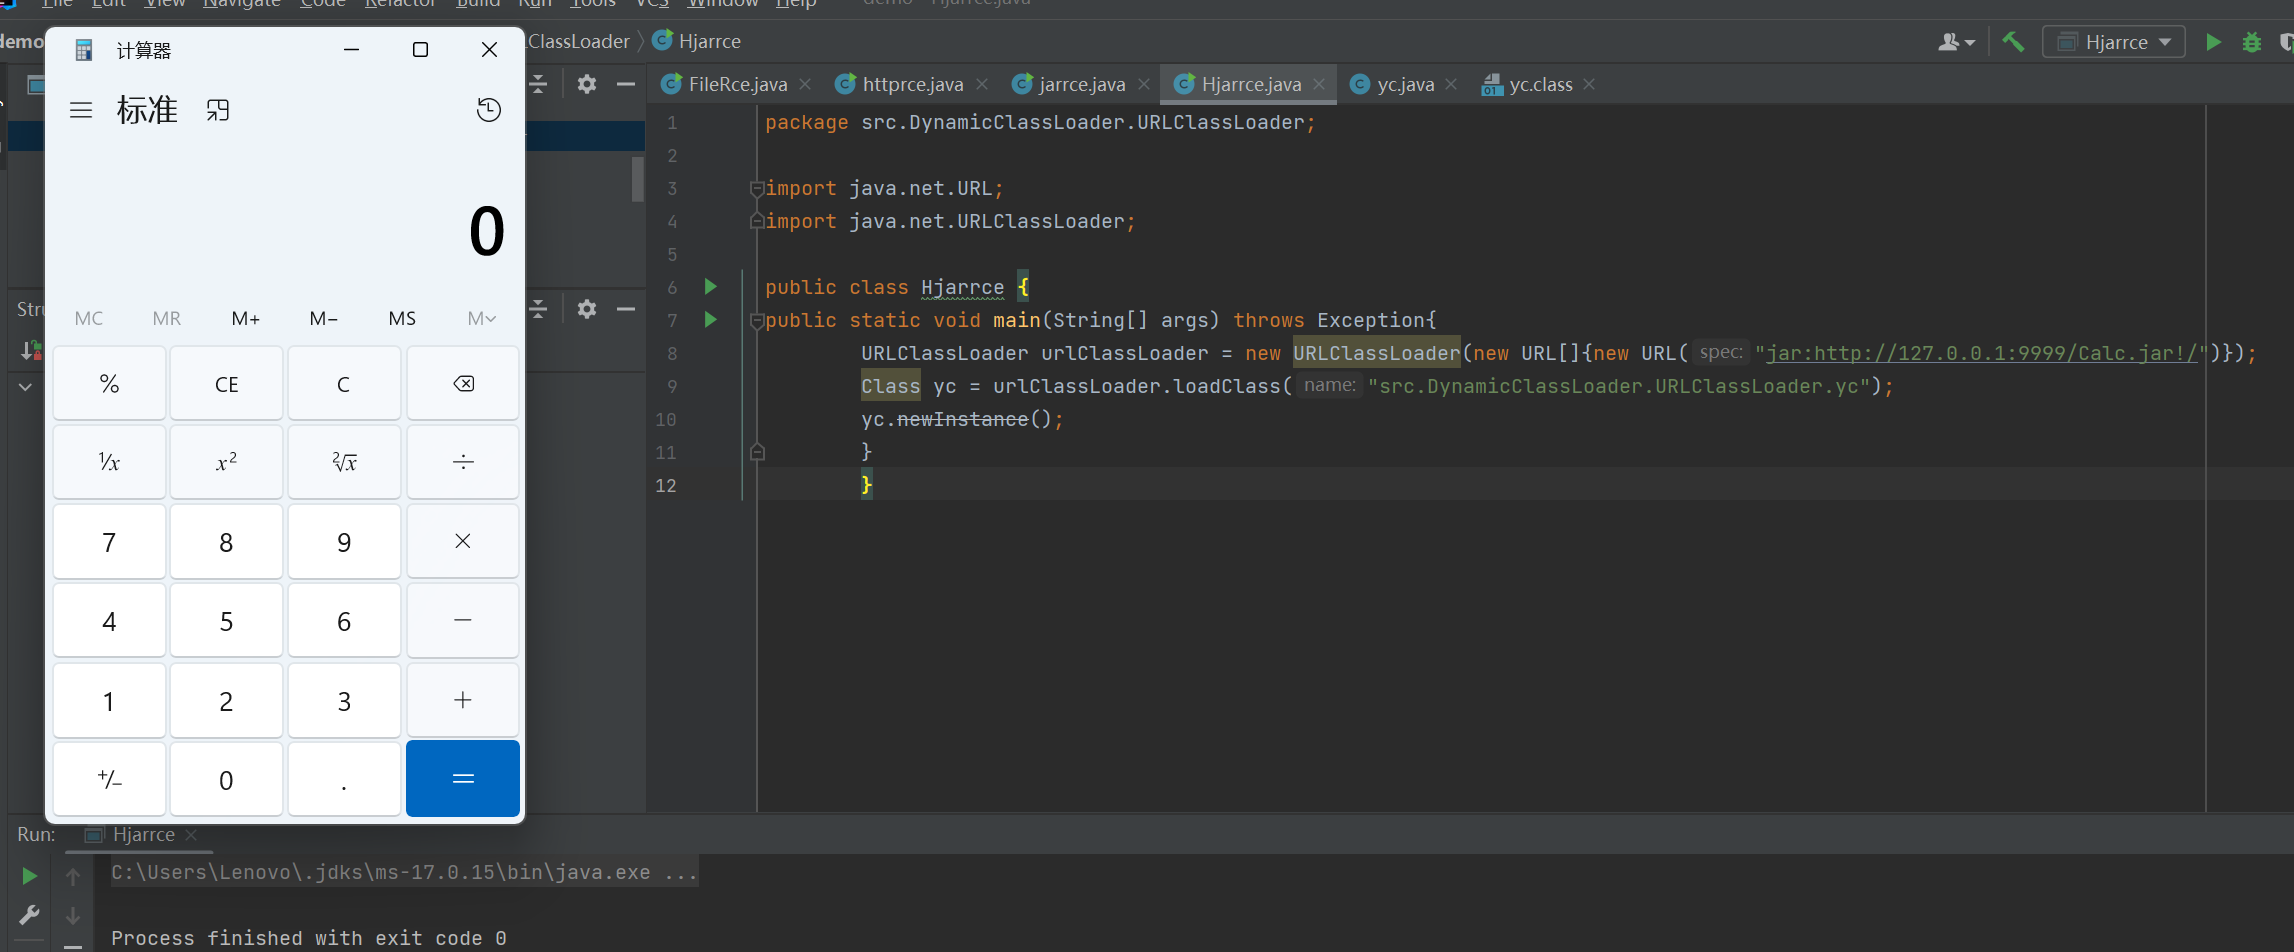 File Edit View Navigate Code Refactor Build Run Tools VCS Window Help demo - Hjarrce.java
demo
LClassLoader 〉 Hjarrce
Hjarrce
计算器
标准
0
MC MR M+ M− MS M
% CE C
¹/x x² ²√x ÷
7 8 9 ×
4 5 6 −
1 2 3 +
+/− 0 . =
Stru
FileRce.java httprce.java jarrce.java Hjarrce.java yc.java yc.class
1 package src.DynamicClassLoader.URLClassLoader;
2
3 import java.net.URL;
4 import java.net.URLClassLoader;
5
6 public class Hjarrce {
7 public static void main(String[] args) throws Exception{
8 URLClassLoader urlClassLoader = new URLClassLoader(new URL[]{new URL( spec: "jar:http://127.0.0.1:9999/Calc.jar!/")});
9 Class yc = urlClassLoader.loadClass( name: "src.DynamicClassLoader.URLClassLoader.yc");
10 yc.newInstance();
11 }
12 }
Run: Hjarrce
C:\Users\Lenovo\.jdks\ms-17.0.15\bin\java.exe ...
Process finished with exit code 0